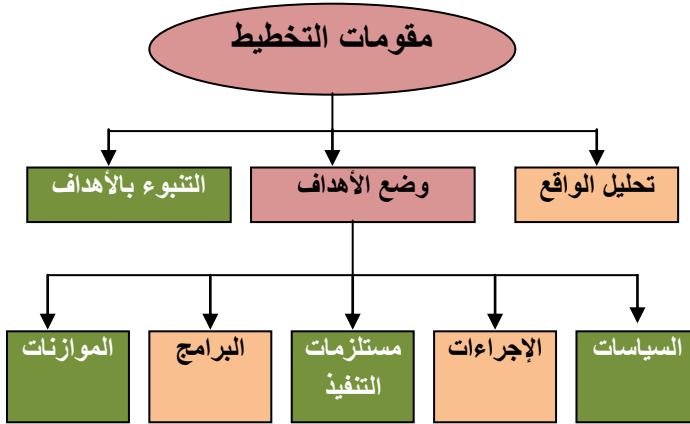 مقومات التخطيط
تحليل الواقع
وضع الأهداف
التنبوء بالأهداف
السياسات
الإجراءات
مستلزمات
التنفيذ
البرامج
الموازنات